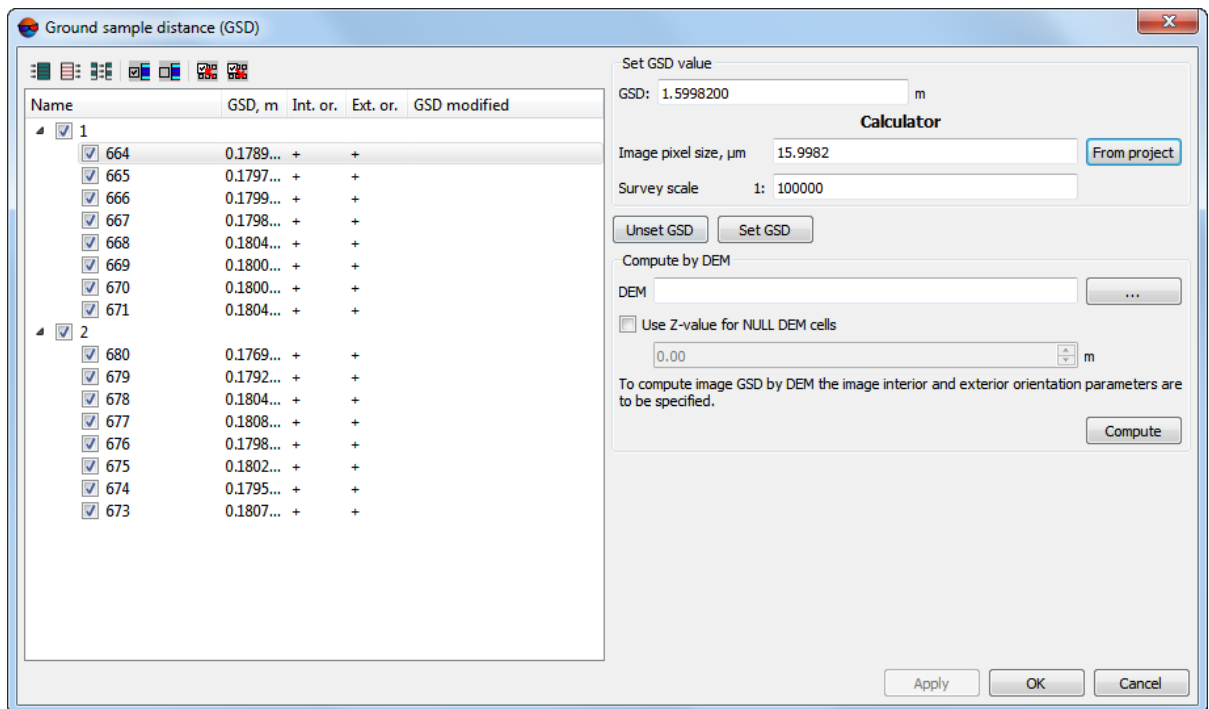 Ground sample distance (GSD)
Name GSD, m Int. or. Ext. or. GSD modified
1
664 0.1789... + +
665 0.1797... + +
666 0.1799... + +
667 0.1798... + +
668 0.1804... + +
669 0.1800... + +
670 0.1800... + +
671 0.1804... + +
2
680 0.1769... + +
679 0.1792... + +
678 0.1804... + +
677 0.1808... + +
676 0.1798... + +
675 0.1802... + +
674 0.1795... + +
673 0.1807... + +
Set GSD value
GSD: 1.5998200 m
Calculator
Image pixel size, µm 15.9982 From project
Survey scale 1: 100000
Unset GSD Set GSD
Compute by DEM
DEM ...
Use Z-value for NULL DEM cells
0.00 m
To compute image GSD by DEM the image interior and exterior orientation parameters are
to be specified.
Compute
Apply OK Cancel